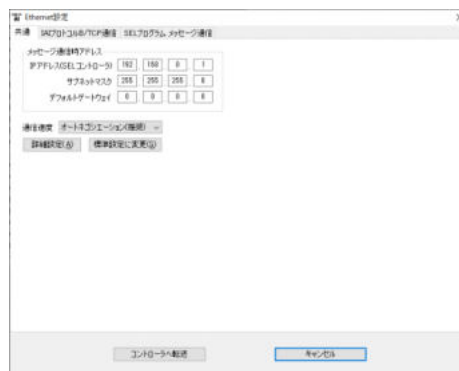 Ethernet設定
共通 IAIプロトコルB/TCP通信 SELプログラム メッセージ通信
メッセージ通信時アドレス
IPアドレス(SELコントローラ) 192 168 0 1
サブネットマスク 255 255 255 0
デフォルトゲートウェイ 0 0 0 0
通信速度 オートネゴシエーション(推奨)
詳細設定(A) 標準設定に変更(S)
コントローラへ転送 キャンセル